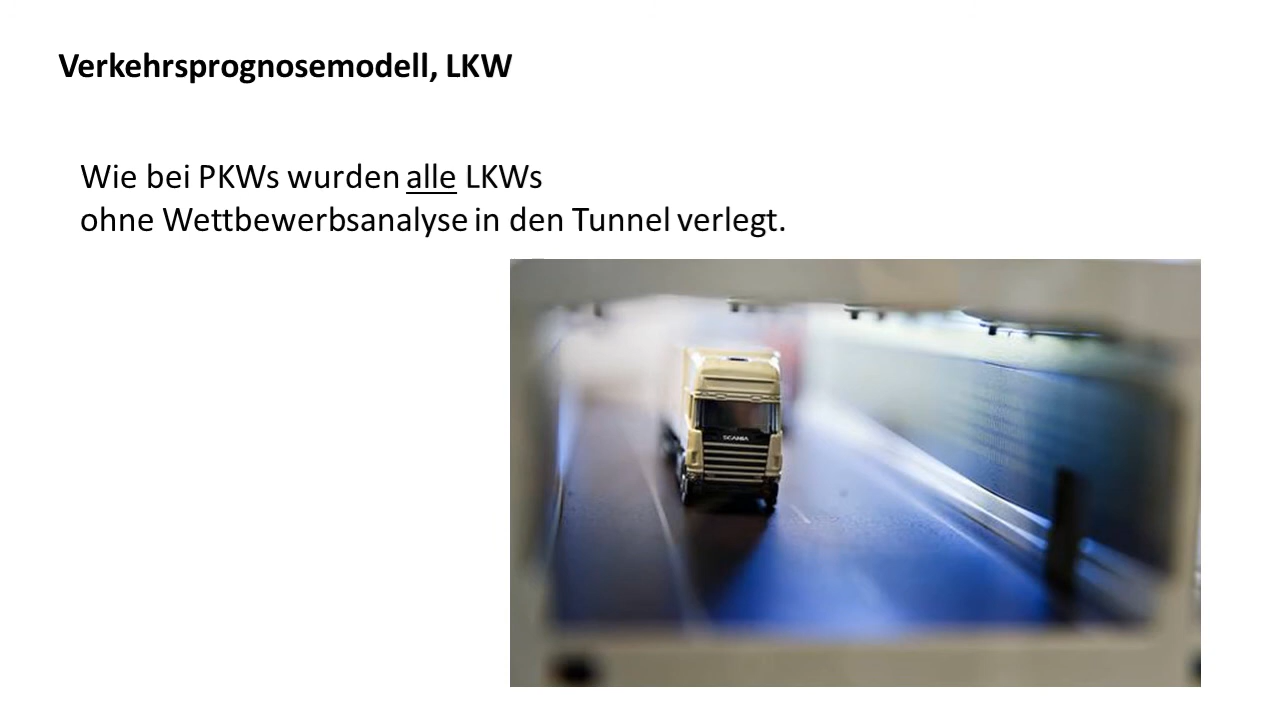 Verkehrsprognosemodell, LKW
Wie bei PKWs wurden alle LKWs
ohne Wettbewerbsanalyse in den Tunnel verlegt.
SCANIA